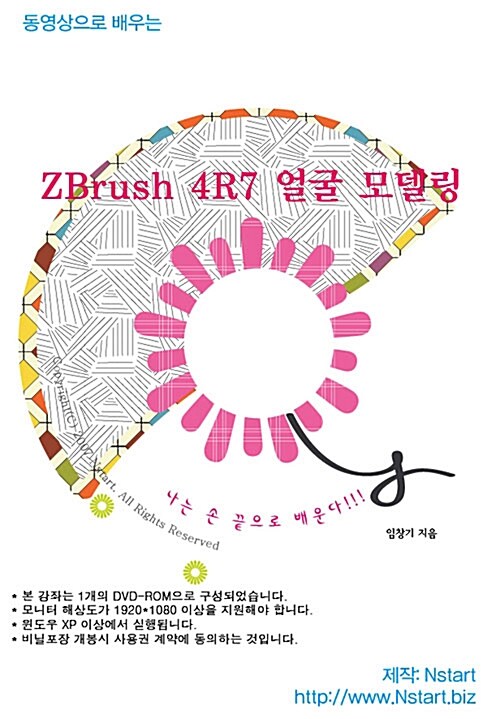 동영상으로 배우는
ZBrush 4R7 얼굴 모델링
Copyright(C) 2007 Nstart. All Rights Reserved
나는 손 끝으로 배운다!!!
임창기 지음
* 본 강좌는 1개의 DVD-ROM으로 구성되었습니다.
* 모니터 해상도가 1920*1080 이상을 지원해야 합니다.
* 윈도우 XP 이상에서 실행됩니다.
* 비닐포장 개봉시 사용권 계약에 동의하는 것입니다.
제작: Nstart
http://www.Nstart.biz